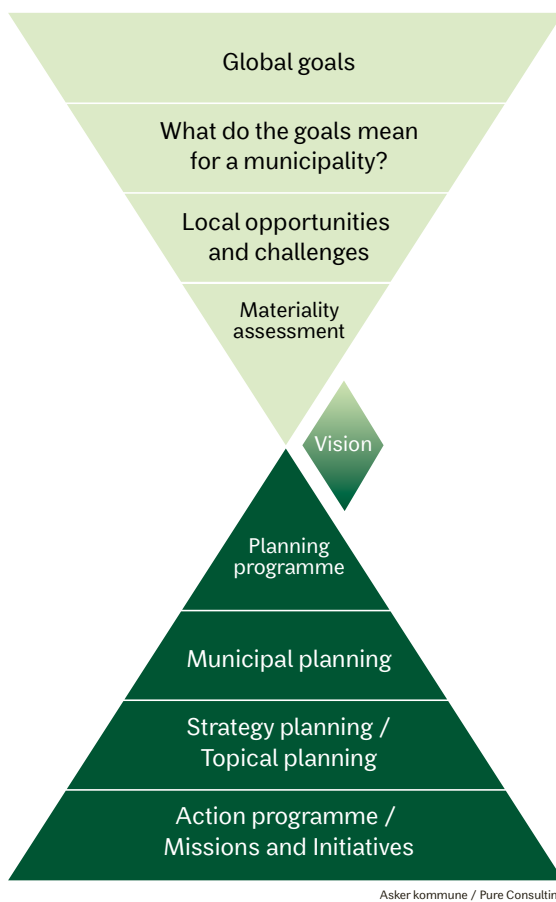 Global goals
What do the goals mean
for a municipality?
Local opportunities
and challenges
Materiality
assessment
Vision
Planning
programme
Municipal planning
Strategy planning /
Topical planning
Action programme /
Missions and Initiatives
Asker kommune / Pure Consultin